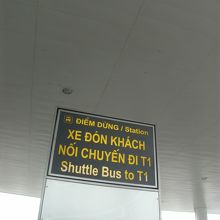 ĐIỂM DỪNG / Station
XE ĐÓN KHÁCH
NỐI CHUYẾN ĐI T1
Shuttle Bus to T1